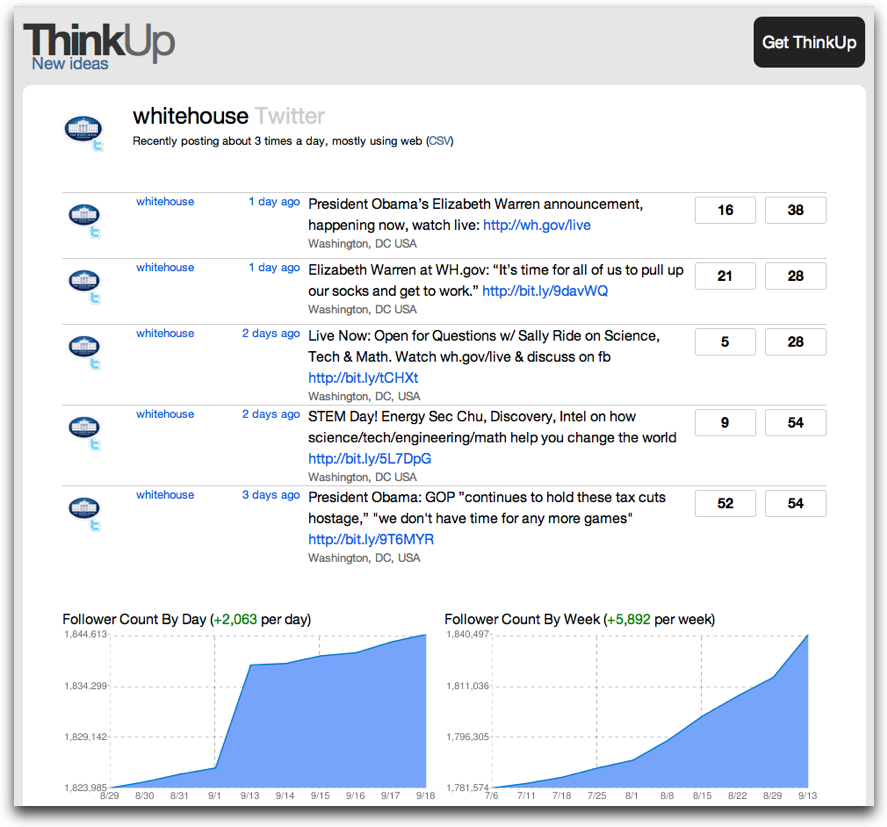 ThinkUp
New ideas
Get ThinkUp
whitehouse Twitter
Recently posting about 3 times a day, mostly using web (CSV)
whitehouse 1 day ago President Obama’s Elizabeth Warren announcement, 16 38
happening now, watch live: http://wh.gov/live
Washington, DC USA
whitehouse 1 day ago Elizabeth Warren at WH.gov: “It’s time for all of us to pull up 21 28
our socks and get to work.” http://bit.ly/9davWQ
Washington, DC USA
whitehouse 2 days ago Live Now: Open for Questions w/ Sally Ride on Science, 5 28
Tech & Math. Watch wh.gov/live & discuss on fb
http://bit.ly/tCHXt
Washington, DC, USA
whitehouse 2 days ago STEM Day! Energy Sec Chu, Discovery, Intel on how 9 54
science/tech/engineering/math help you change the world
http://bit.ly/5L7DpG
Washington, DC USA
whitehouse 3 days ago President Obama: GOP ”continues to hold these tax cuts 52 54
hostage,” "we don't have time for any more games"
http://bit.ly/9T6MYR
Washington, DC, USA
Follower Count By Day (+2,063 per day)
1,844,613
1,834,299
1,829,142
1,823,985
8/29 8/30 8/31 9/1 9/13 9/14 9/15 9/16 9/17 9/18
Follower Count By Week (+5,892 per week)
1,840,497
1,811,036
1,796,305
1,781,574
7/6 7/11 7/18 7/25 8/1 8/8 8/15 8/22 8/29 9/13